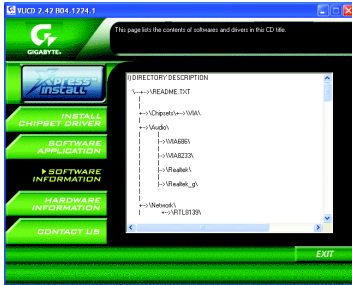 VUCD 2.42 B04.1224.1
This page lists the contents of softwares and drivers in this CD title.
GIGABYTE
Xpress
INSTALL
INSTALL
CHIPSET DRIVER
SOFTWARE
APPLICATION
SOFTWARE
INFORMATION
HARDWARE
INFORMATION
CONTACT US
I)DIRECTORY DESCRIPTION
\--+->\README.TXT
|
+->\Chipsets\+->VIA\
|
+->\Audio\
| |->VIA686\
| |->VIA8233\
| |->Realtek\
| |->Realtek_g\
|
+->\Network\
| +->RTL8139\
EXIT